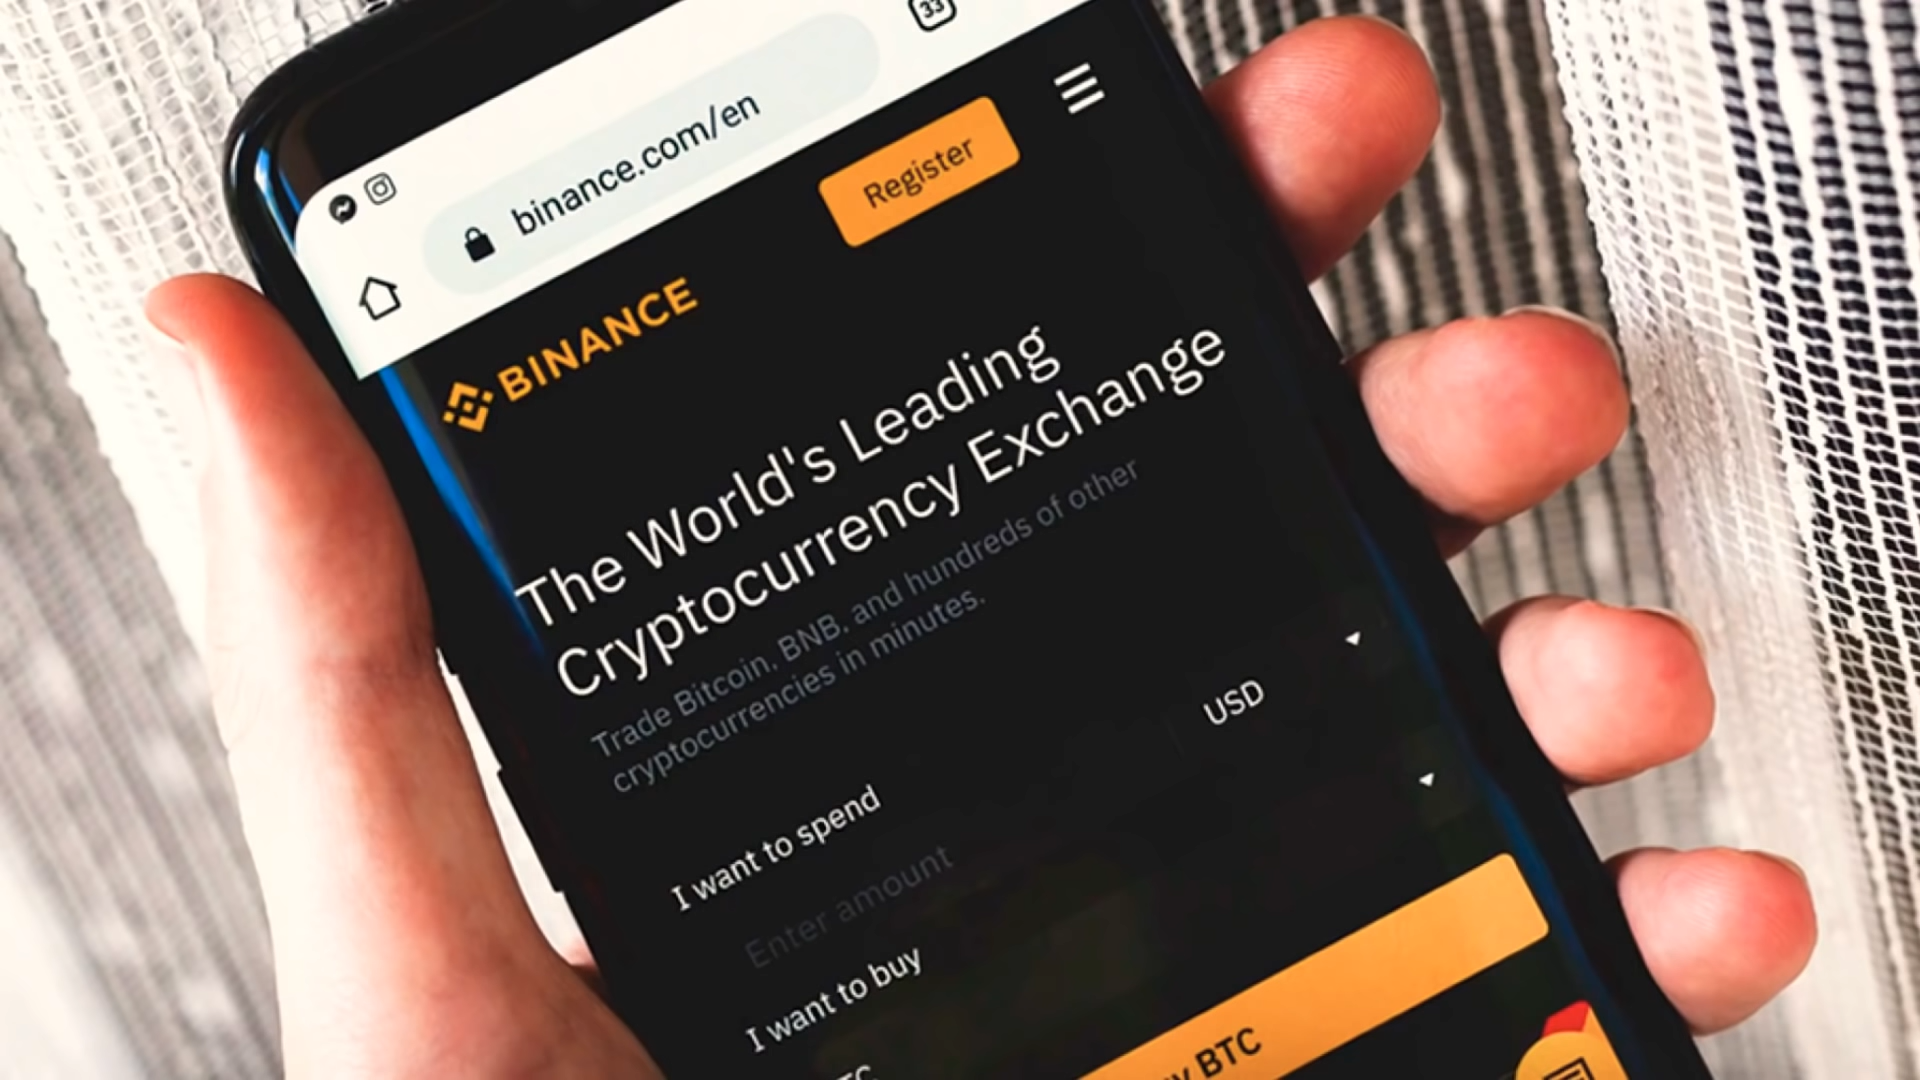 33
binance.com/en
Register
BINANCE
The World's Leading
Cryptocurrency Exchange
Trade Bitcoin, BNB, and hundreds of other
cryptocurrencies in minutes.
I want to spend
Enter amount
USD
I want to buy
BTC